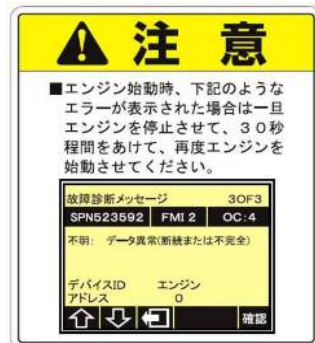 注 意
■エンジン始動時、下記のような
エラーが表示された場合は一旦
エンジンを停止させて、３０秒
程間をあけて、再度エンジンを
始動させてください。
故障診断メッセージ 3OF3
SPN523592 FMI 2 OC:4
不明: データ異常(断続または不完全)
デバイスID エンジン
アドレス 0
確認